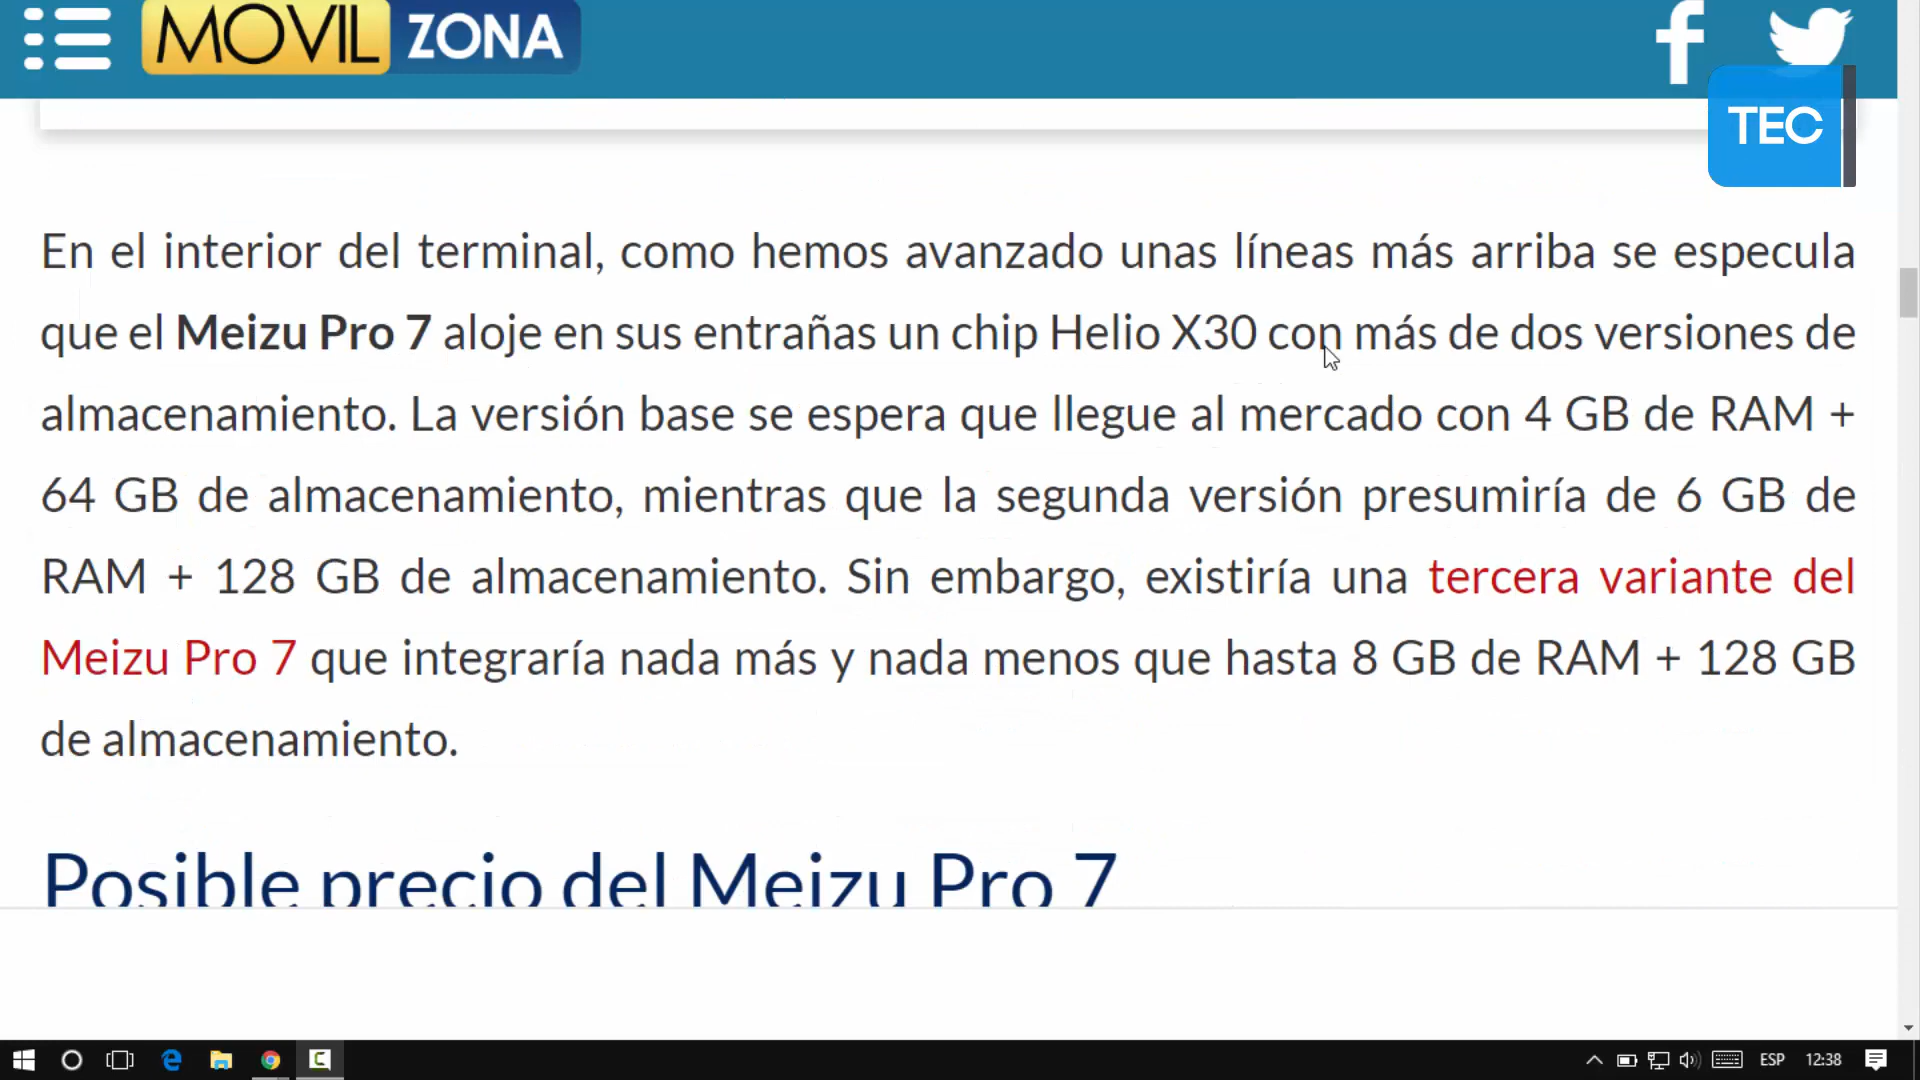 MOVIL ZONA
TEC
En el interior del terminal, como hemos avanzado unas líneas más arriba se especula
que el Meizu Pro 7 aloje en sus entrañas un chip Helio X30 con más de dos versiones de
almacenamiento. La versión base se espera que llegue al mercado con 4 GB de RAM +
64 GB de almacenamiento, mientras que la segunda versión presumiría de 6 GB de
RAM + 128 GB de almacenamiento. Sin embargo, existiría una tercera variante del
Meizu Pro 7 que integraría nada más y nada menos que hasta 8 GB de RAM + 128 GB
de almacenamiento.
Posible precio del Meizu Pro 7
ESP 12:38